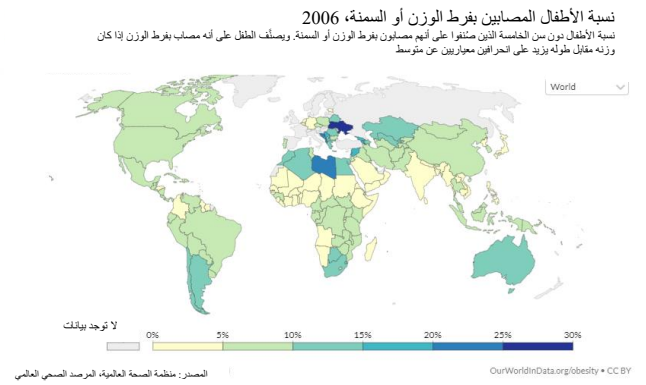 نسبة الأطفال المصابين بفرط الوزن أو السمنة، 2006
نسبة الأطفال دون سن الخامسة الذين صُنفوا على أنهم مصابون بفرط الوزن أو السمنة. ويصنَّف الطفل على أنه مصاب بفرط الوزن إذا كان
وزنه مقابل طوله يزيد على انحرافين معياريين عن متوسط
World
لا توجد بيانات
0% 5% 10% 15% 20% 25% 30%
المصدر: منظمة الصحة العالمية، المرصد الصحي العالمي
OurWorldInData.org/obesity • CC BY